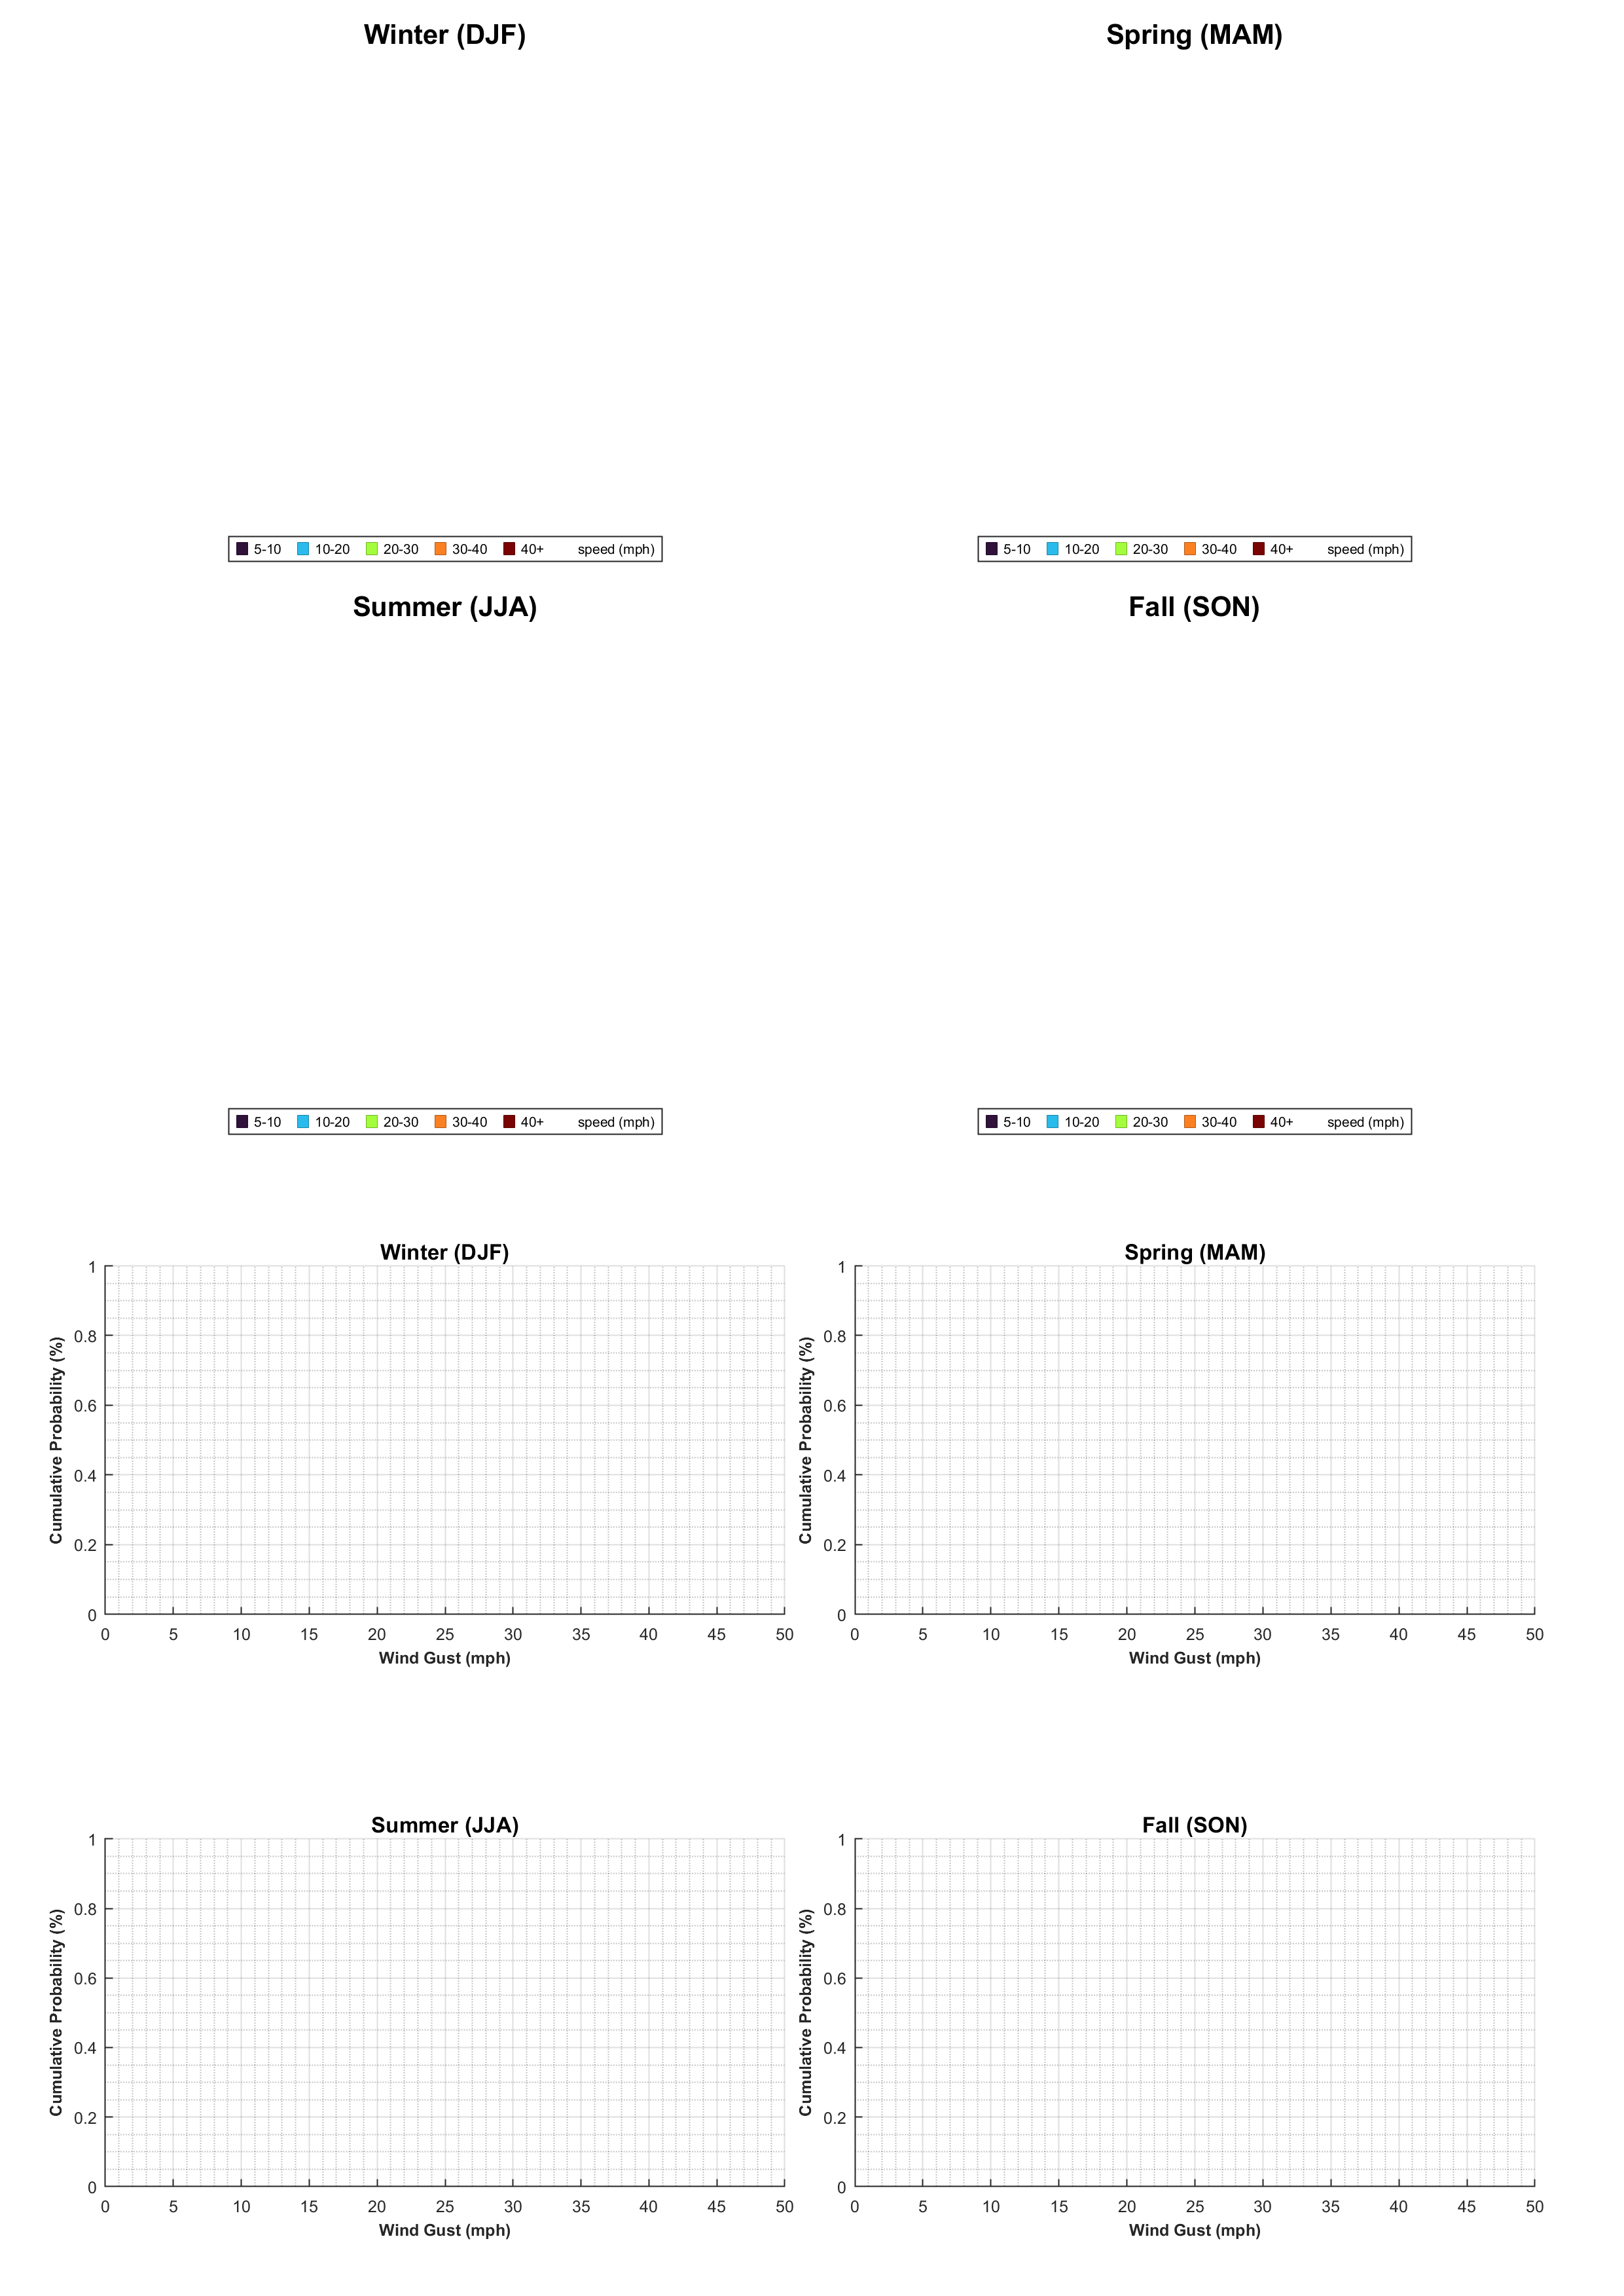 Winter (DJF)
Spring (MAM)
5-10 10-20 20-30 30-40 40+ speed (mph)
5-10 10-20 20-30 30-40 40+ speed (mph)
Summer (JJA)
Fall (SON)
5-10 10-20 20-30 30-40 40+ speed (mph)
5-10 10-20 20-30 30-40 40+ speed (mph)
Winter (DJF)
Cumulative Probability (%)
1
0.8
0.6
0.4
0.2
0
0 5 10 15 20 25 30 35 40 45 50
Wind Gust (mph)
Spring (MAM)
Cumulative Probability (%)
1
0.8
0.6
0.4
0.2
0
0 5 10 15 20 25 30 35 40 45 50
Wind Gust (mph)
Summer (JJA)
Cumulative Probability (%)
1
0.8
0.6
0.4
0.2
0
0 5 10 15 20 25 30 35 40 45 50
Wind Gust (mph)
Fall (SON)
Cumulative Probability (%)
1
0.8
0.6
0.4
0.2
0
0 5 10 15 20 25 30 35 40 45 50
Wind Gust (mph)